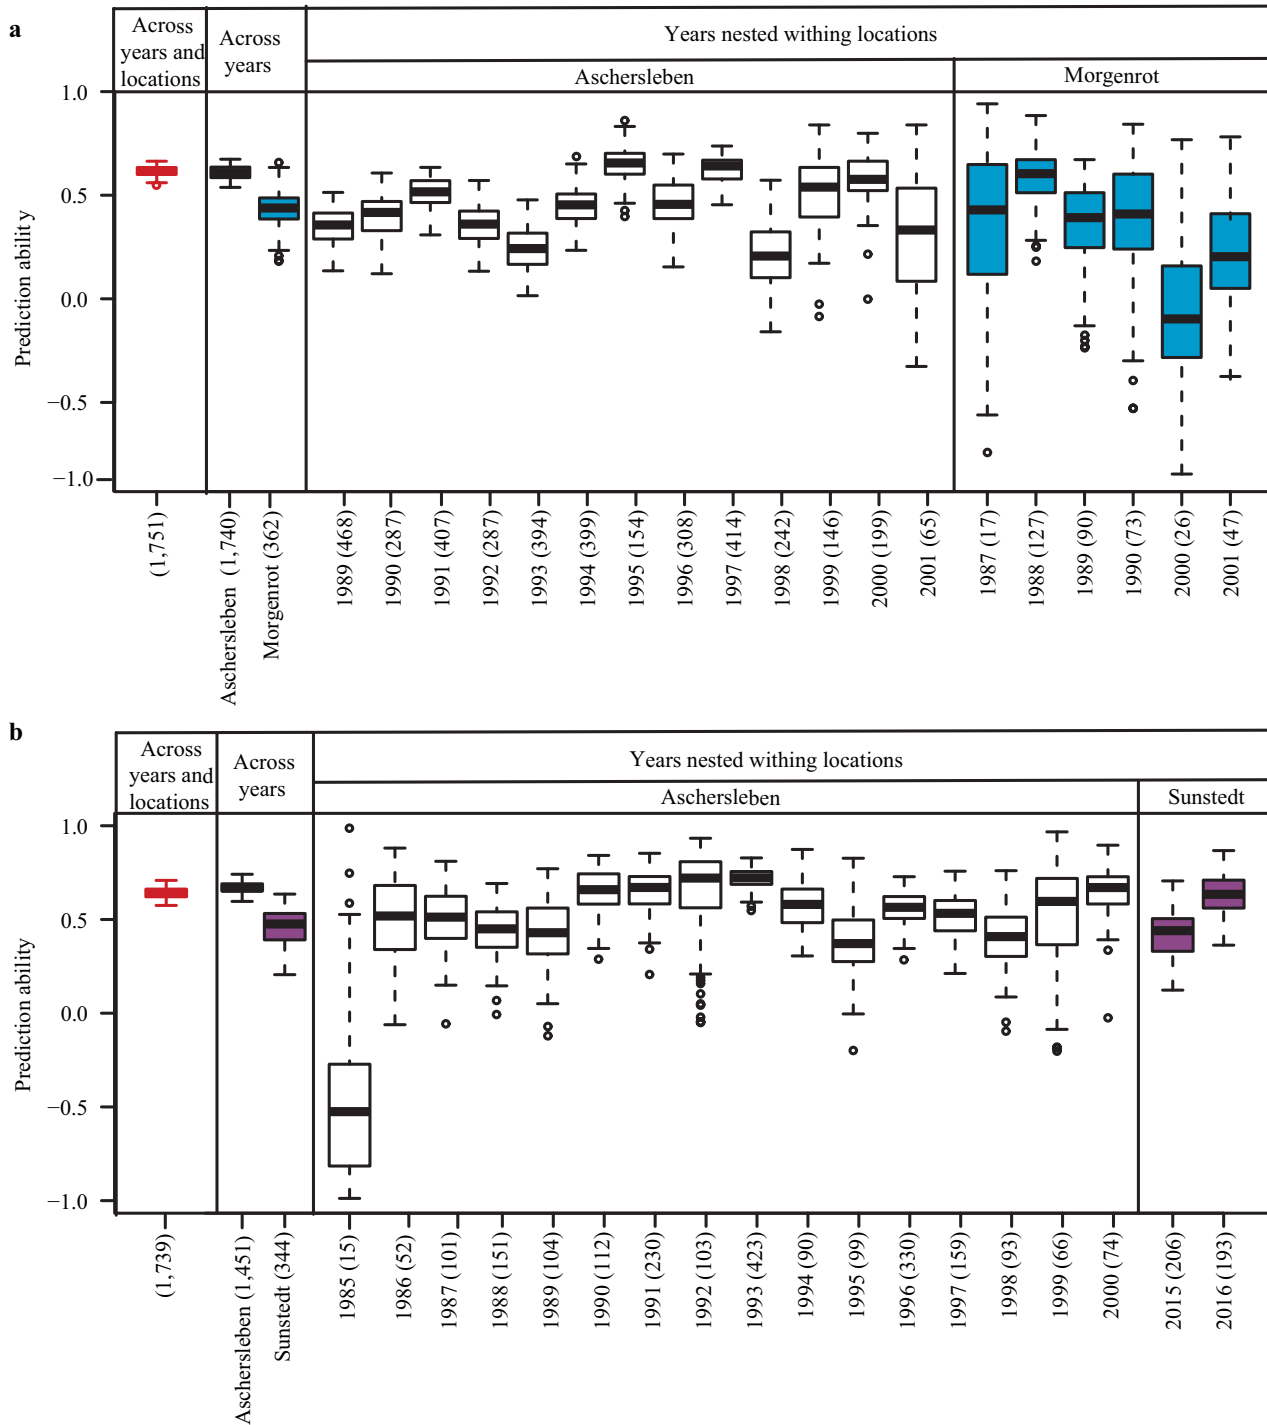 a
Across
years and
locations
Across
years
Years nested withing locations
Aschersleben
Morgenrot
Prediction ability
1.0
0.5
0.0
−0.5
−1.0
(1,751)
Aschersleben (1,740)
Morgenrot (362)
1989 (468)
1990 (287)
1991 (407)
1992 (287)
1993 (394)
1994 (399)
1995 (154)
1996 (308)
1997 (414)
1998 (242)
1999 (146)
2000 (199)
2001 (65)
1987 (17)
1988 (127)
1989 (90)
1990 (73)
2000 (26)
2001 (47)
b
Across
years and
locations
Across
years
Years nested withing locations
Aschersleben
Sunstedt
Prediction ability
1.0
0.5
0.0
−0.5
−1.0
(1,739)
Aschersleben (1,451)
Sunstedt (344)
1985 (15)
1986 (52)
1987 (101)
1988 (151)
1989 (104)
1990 (112)
1991 (230)
1992 (103)
1993 (423)
1994 (90)
1995 (99)
1996 (330)
1997 (159)
1998 (93)
1999 (66)
2000 (74)
2015 (206)
2016 (193)